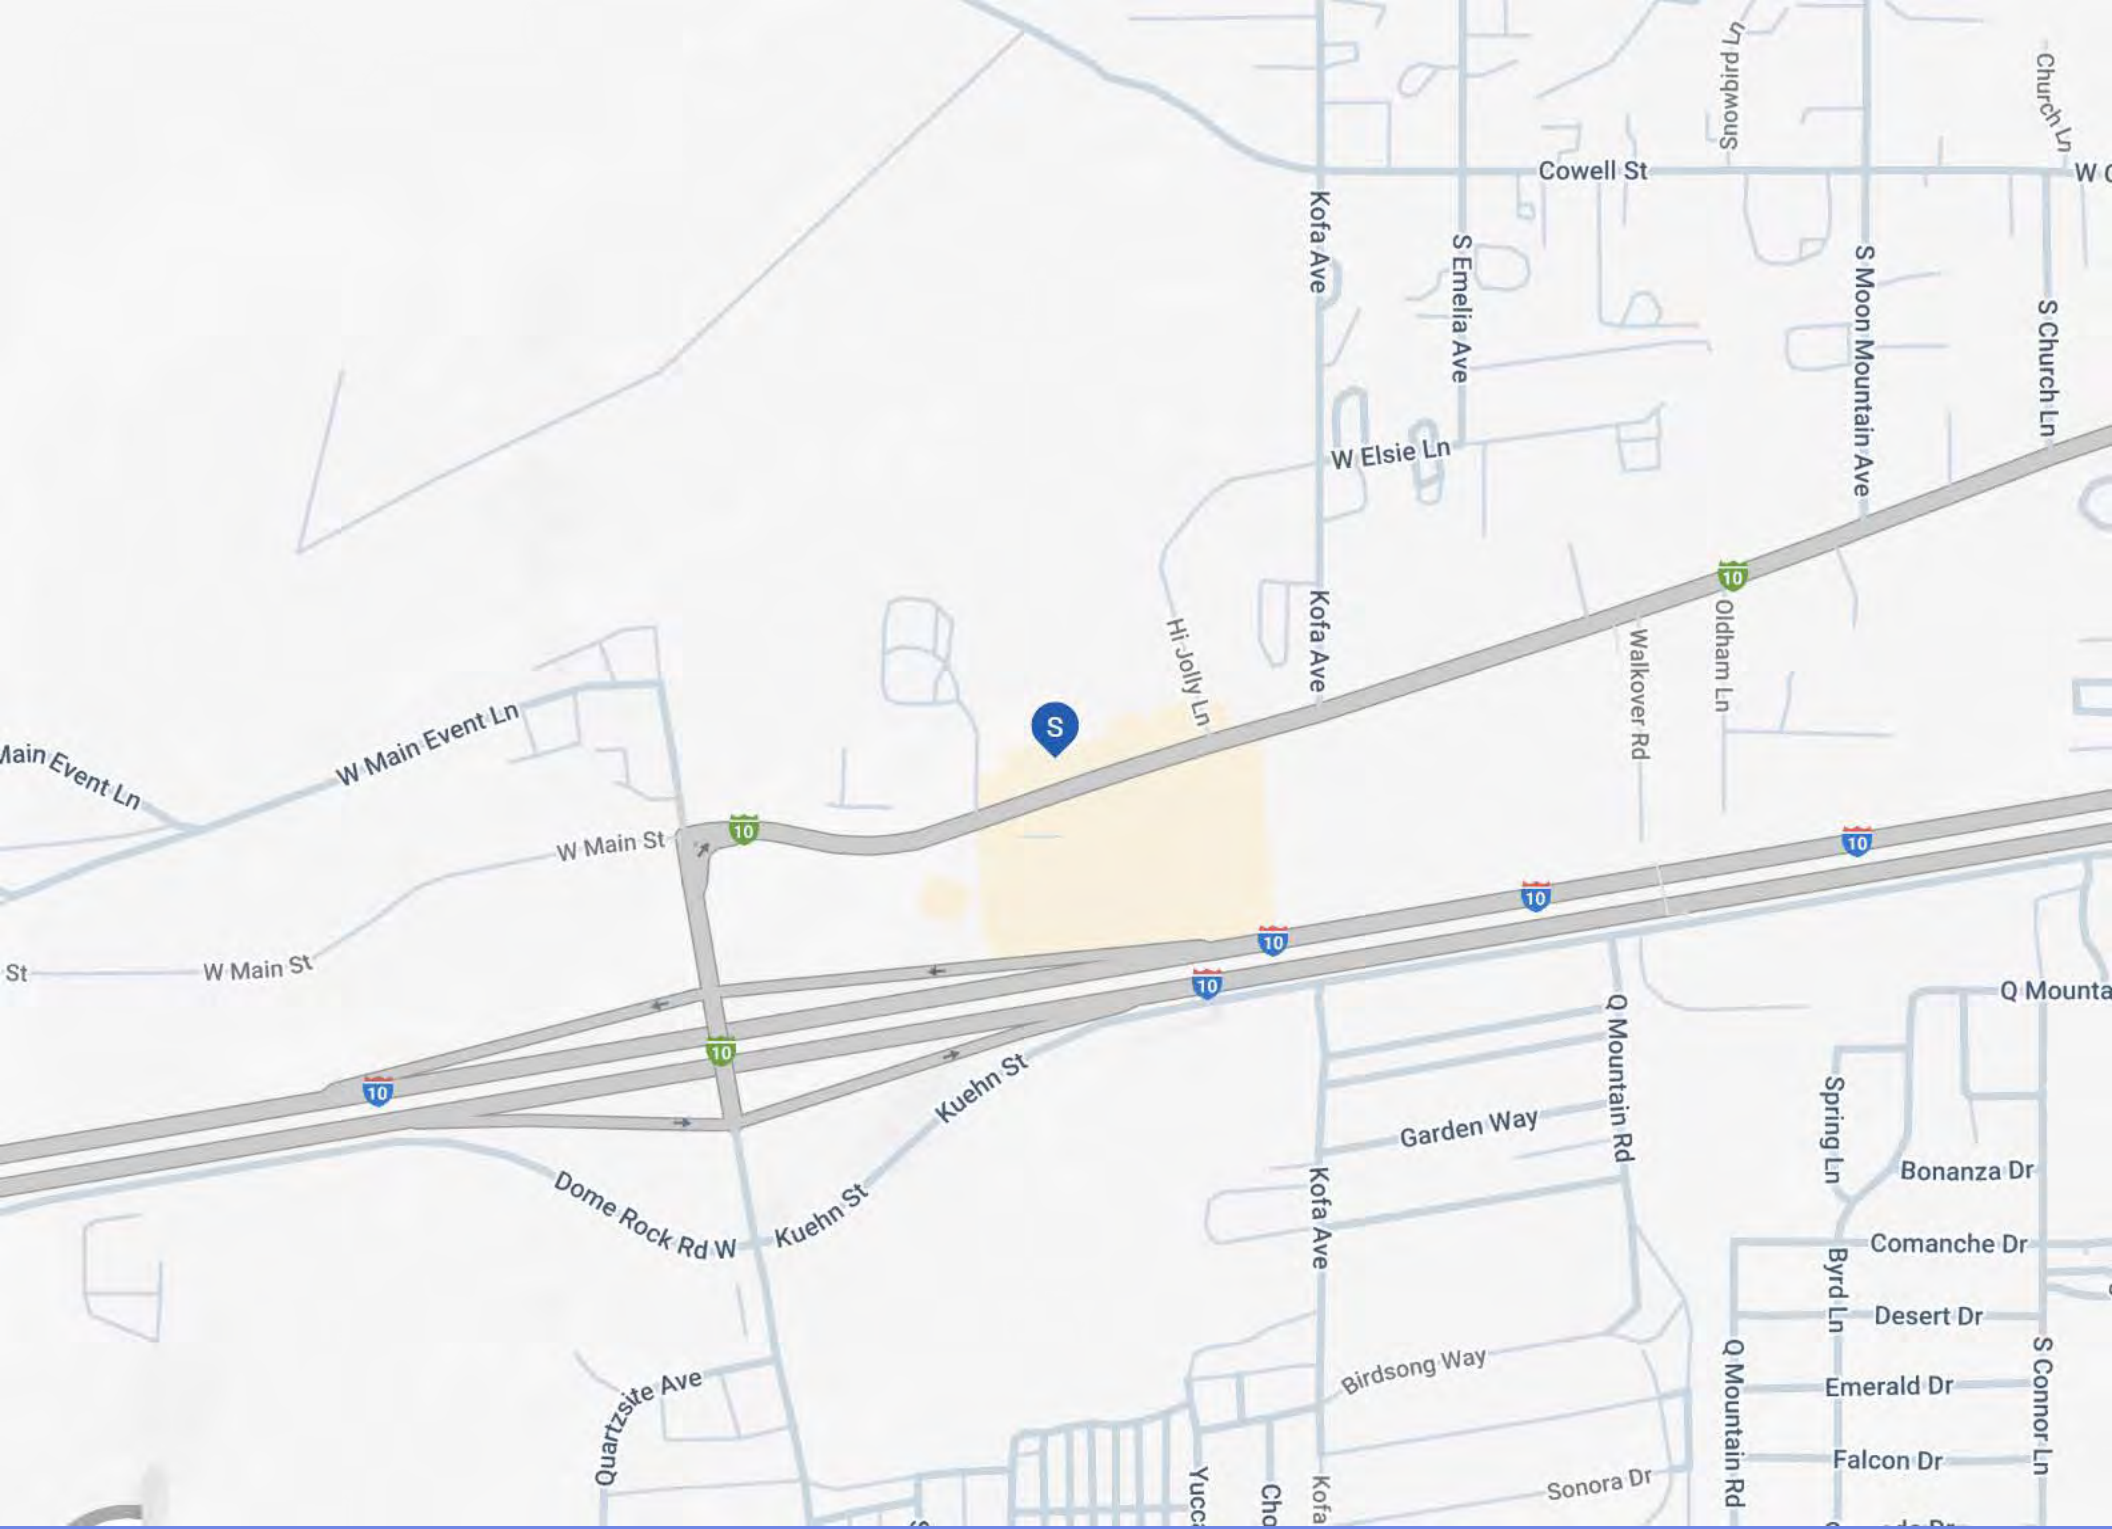 Snowbird Ln
Church Ln
Cowell St
W C
Kofa Ave
S Emelia Ave
S Moon Mountain Ave
S Church Ln
W Elsie Ln
10
Kofa Ave
Hi Jolly Ln
Oldham Ln
Walkover Rd
S
W Main Event Ln
Main Event Ln
10
W Main St
10
10
10
10
St
W Main St
Q Mounta
Q Mountain Rd
10
10
Kuehn St
Spring Ln
Garden Way
Bonanza Dr
Kofa Ave
Dome Rock Rd W
Kuehn St
Comanche Dr
Byrd Ln
Desert Dr
Q Mountain Rd
S Connor Ln
Birdsong Way
Quartzsite Ave
Emerald Dr
Falcon Dr
Sonora Dr
Yucca
Cho
Kofa